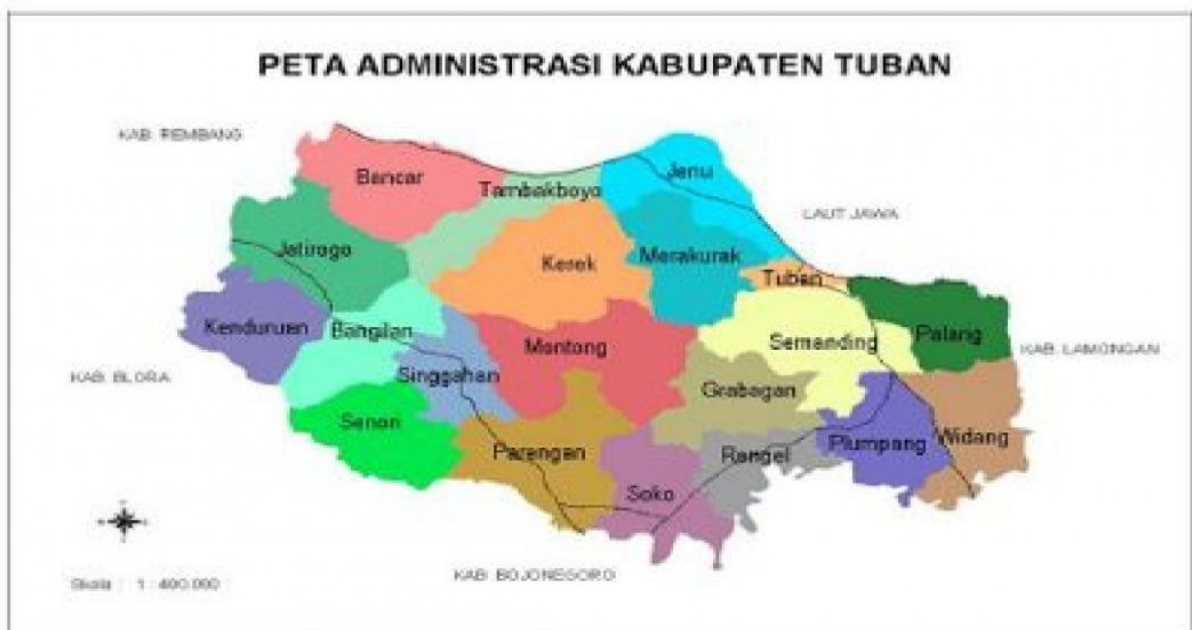 PETA ADMINISTRASI KABUPATEN TUBAN
KAB. REMBANG
Bancar
Tambakboyo
Jenu
LAUT JAWA
Jatirogo
Kerek
Merakurak
Tuban
Kenduruan
Bangilan
Montong
Semanding
Palang
KAB. LAMONGAN
KAB. BLORA
Singgahan
Grabagan
Senori
Parengan
Rengel
Plumpang
Widang
Soko
KAB. BOJONEGORO
Skala : 1 : 400.000